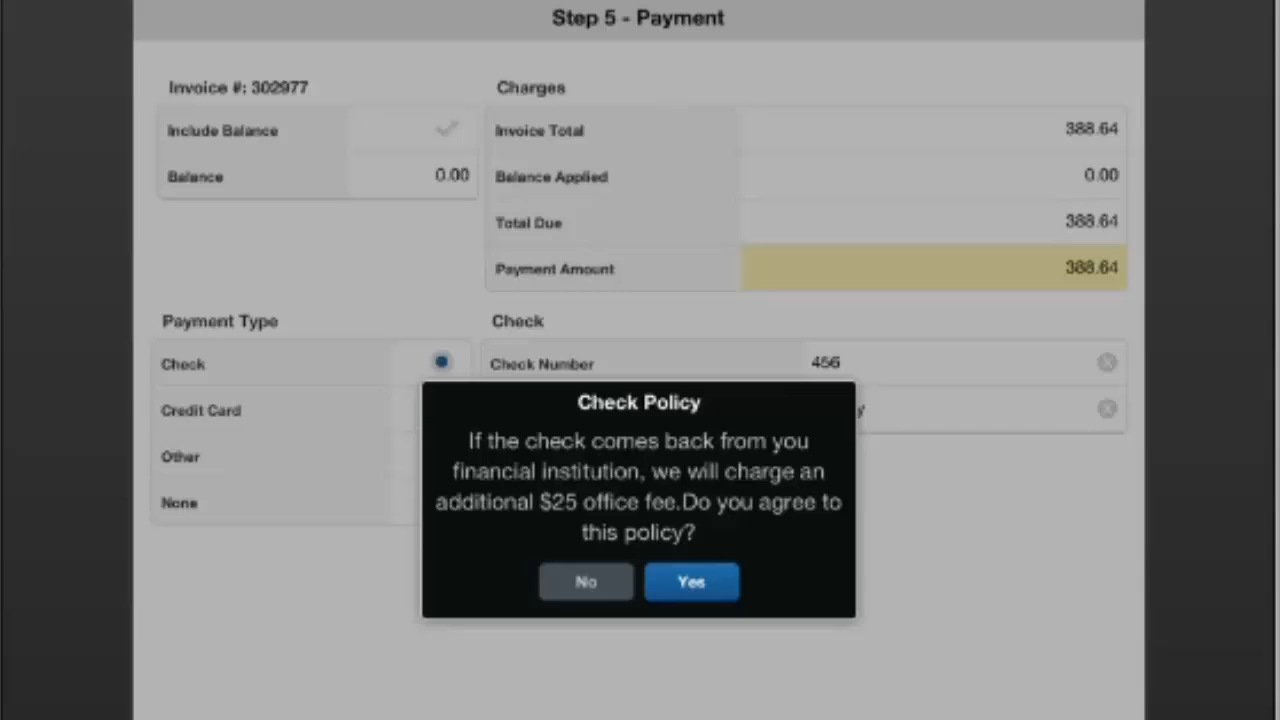 Step 5 - Payment
Invoice #: 302977
Include Balance
Balance 0.00
Charges
Invoice Total 388.64
Balance Applied 0.00
Total Due 388.64
Payment Amount 388.64
Payment Type
Check
Credit Card
Other
None
Check
Check Number 456
Check Policy
If the check comes back from you
financial institution, we will charge an
additional $25 office fee.Do you agree to
this policy?
No Yes